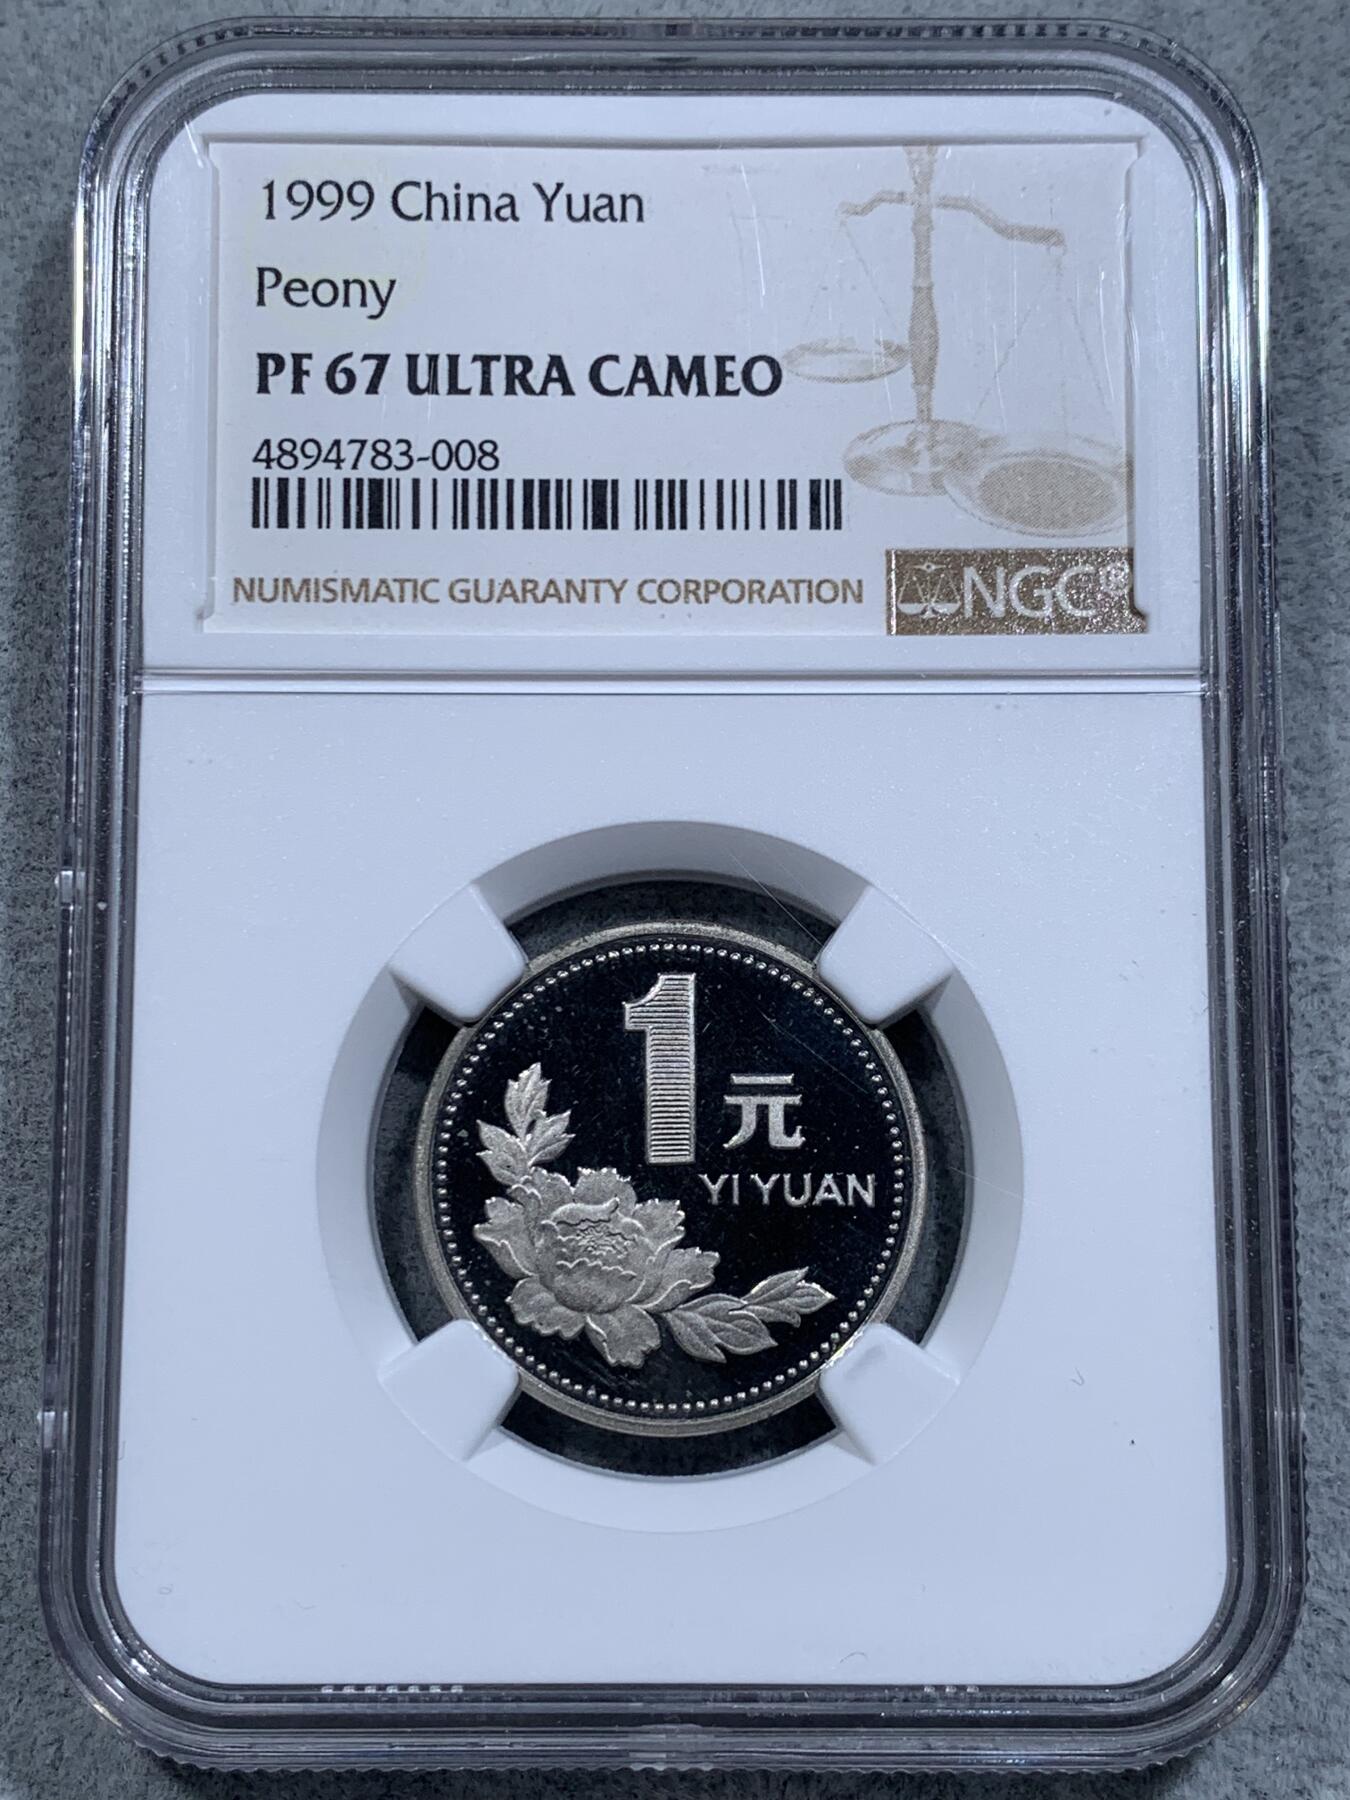 1999 China Yuan
Peony
PF 67 ULTRA CAMEO
4894783-008
NUMISMATIC GUARANTY CORPORATION
NGC®
1
元
YI YUAN